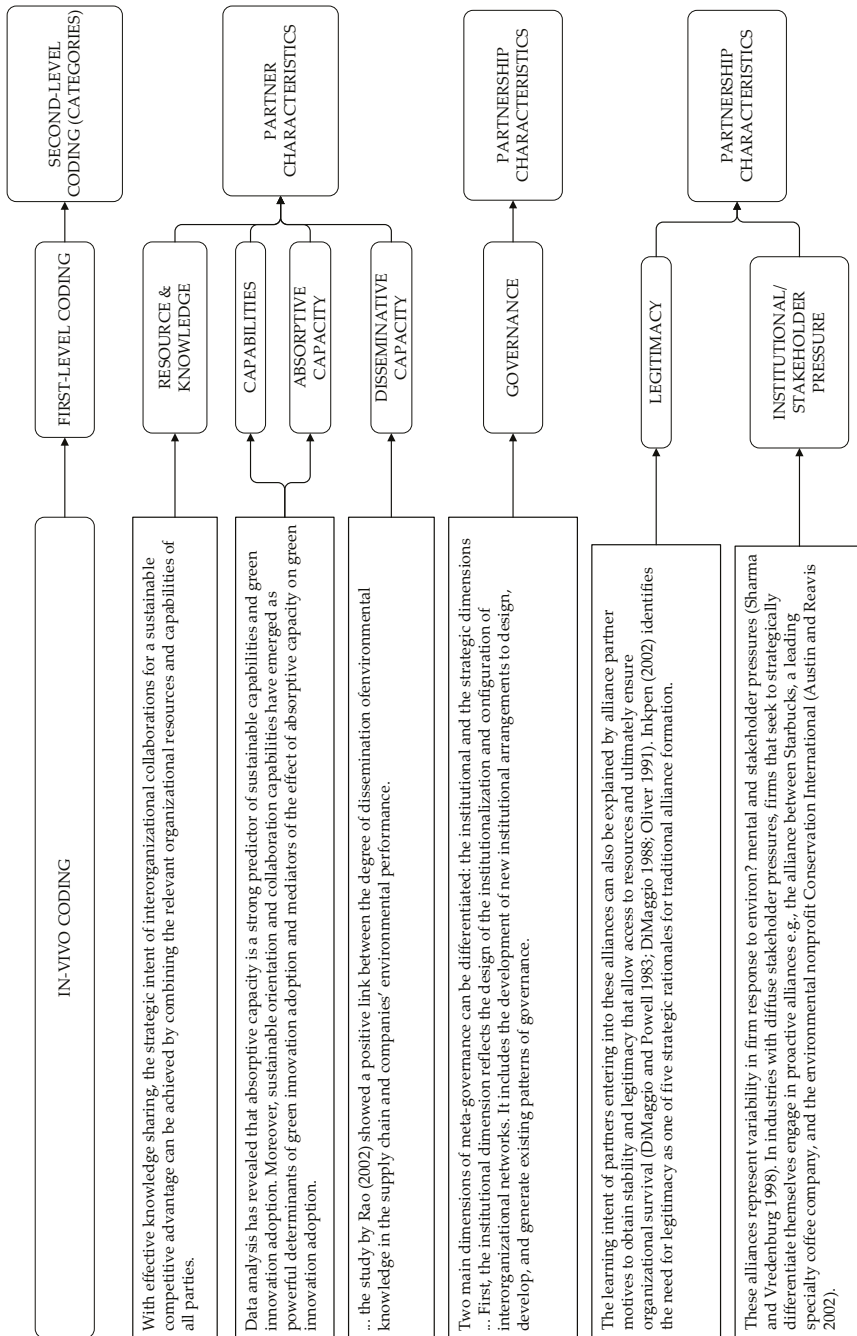 IN-VIVO CODING
FIRST-LEVEL CODING
SECOND-LEVEL
CODING (CATEGORIES)
With effective knowledge sharing, the strategic intent of interorganizational collaborations for a sustainable
competitive advantage can be achieved by combining the relevant organizational resources and capabilities of
all parties.
RESOURCE &
KNOWLEDGE
Data analysis has revealed that absorptive capacity is a strong predictor of sustainable capabilities and green
innovation adoption. Moreover, sustainable orientation and collaboration capabilities have emerged as
powerful determinants of green innovation adoption and mediators of the effect of absorptive capacity on green
innovation adoption.
CAPABILITIES
ABSORPTIVE
CAPACITY
... the study by Rao (2002) showed a positive link between the degree of dissemination ofenvironmental
knowledge in the supply chain and companies’ environmental performance.
DISSEMINATIVE
CAPACITY
PARTNER
CHARACTERISTICS
Two main dimensions of meta-governance can be differentiated: the institutional and the strategic dimensions
... First, the institutional dimension reflects the design of the institutionalization and configuration of
interorganizational networks. It includes the development of new institutional arrangements to design,
develop, and generate existing patterns of governance.
GOVERNANCE
PARTNERSHIP
CHARACTERISTICS
The learning intent of partners entering into these alliances can also be explained by alliance partner
motives to obtain stability and legitimacy that allow access to resources and ultimately ensure
organizational survival (DiMaggio and Powell 1983; DiMaggio 1988; Oliver 1991). Inkpen (2002) identifies
the need for legitimacy as one of five strategic rationales for traditional alliance formation.
LEGITIMACY
These alliances represent variability in firm response to environ? mental and stakeholder pressures (Sharma
and Vredenburg 1998). In industries with diffuse stakeholder pressures, firms that seek to strategically
differentiate themselves engage in proactive alliances e.g., the alliance between Starbucks, a leading
specialty coffee company, and the environmental nonprofit Conservation International (Austin and Reavis
2002).
INSTITUTIONAL/
STAKEHOLDER
PRESSURE
PARTNERSHIP
CHARACTERISTICS